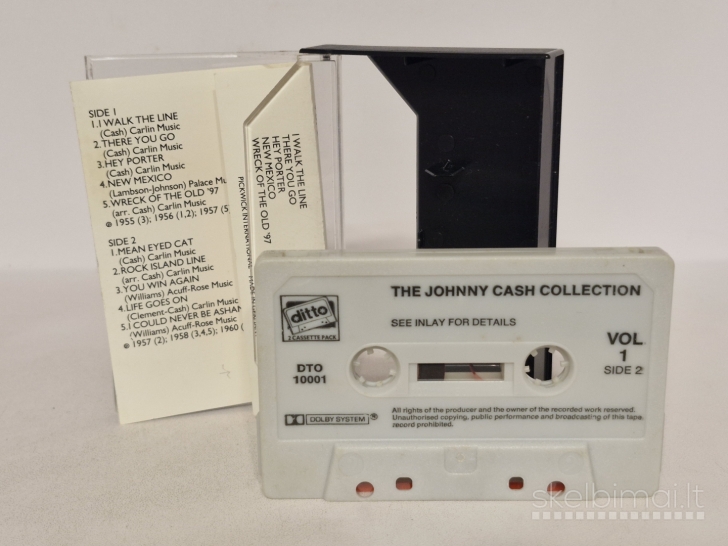 SIDE 1
1.I WALK THE LINE
(Cash) Carlin Music
2.THERE YOU GO
(Cash) Carlin Music
3.HEY PORTER
(Cash) Carlin Music
4.NEW MEXICO
(Lambson-Johnson) Palace
5.WRECK OF THE OLD '97
(arr. Cash) Carlin Music
℗ 1955 (3); 1956 (1,2); 1957 (5
SIDE 2
1.MEAN EYED CAT
(Cash) Carlin Music
2.ROCK ISLAND LINE
(arr. Cash) Carlin Music
3.YOU WIN AGAIN
(Williams) Acuff-Rose Music
4.LIFE GOES ON
(Clement-Cash) Carlin Music
5.I COULD NEVER BE
(Williams) Acuff-Rose Music
℗ 1957 (2); 1958 (3,4,5); 1960 (
I WALK THE LINE
THERE YOU GO
HEY PORTER
NEW MEXICO
WRECK OF THE OLD '97
PICKWICK INTERNATIONAL
ditto
2 CASSETTE PACK
DTO
10001
THE JOHNNY CASH COLLECTION
SEE INLAY FOR DETAILS
VOL
1
SIDE 2
DOLBY SYSTEM ®
All rights of the producer and the owner of the recorded work reserved.
Unauthorised copying, public performance and broadcasting of this tape
record prohibited.
skelbimai.lt